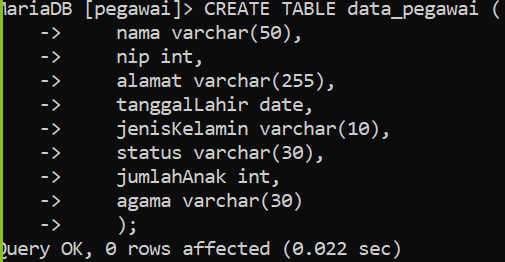 MariaDB [pegawai]> CREATE TABLE data_pegawai (
-> nama varchar(50),
-> nip int,
-> alamat varchar(255),
-> tanggalLahir date,
-> jenisKelamin varchar(10),
-> status varchar(30),
-> jumlahAnak int,
-> agama varchar(30)
-> );
Query OK, 0 rows affected (0.022 sec)